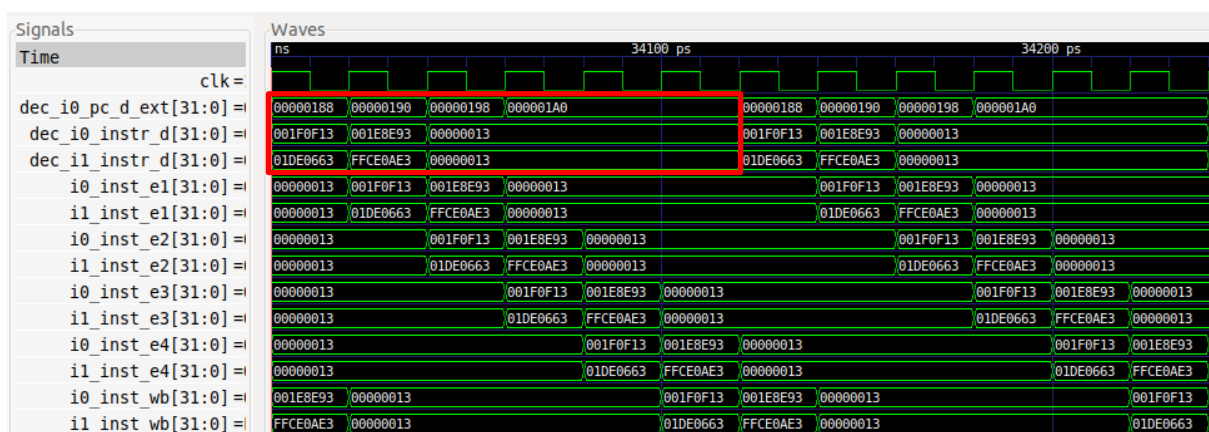 Signals Waves
Time ns 34100 ps 34200 ps
clk =
dec_i0_pc_d_ext[31:0] = 00000188 00000190 00000198 000001A0 00000188 00000190 00000198 000001A0
dec_i0_instr_d[31:0] = 001F0F13 001E8E93 00000013 001F0F13 001E8E93 00000013
dec_i1_instr_d[31:0] = 01DE0663 FFCE0AE3 00000013 01DE0663 FFCE0AE3 00000013
i0_inst_e1[31:0] = 00000013 001F0F13 001E8E93 00000013 001F0F13 001E8E93 00000013
i1_inst_e1[31:0] = 00000013 01DE0663 FFCE0AE3 00000013 01DE0663 FFCE0AE3 00000013
i0_inst_e2[31:0] = 00000013 001F0F13 001E8E93 00000013 001F0F13 001E8E93 00000013
i1_inst_e2[31:0] = 00000013 01DE0663 FFCE0AE3 00000013 01DE0663 FFCE0AE3 00000013
i0_inst_e3[31:0] = 00000013 001F0F13 001E8E93 00000013 001F0F13 001E8E93 00000013
i1_inst_e3[31:0] = 00000013 01DE0663 FFCE0AE3 00000013 01DE0663 FFCE0AE3 00000013
i0_inst_e4[31:0] = 00000013 001F0F13 001E8E93 00000013 001F0F13 001E8E93
i1_inst_e4[31:0] = 00000013 01DE0663 FFCE0AE3 00000013 01DE0663 FFCE0AE3
i0_inst_wb[31:0] = 001E8E93 00000013 001F0F13 001E8E93 00000013 001F0F13
i1_inst_wb[31:0] = FFCE0AE3 00000013 01DE0663 FFCE0AE3 00000013 01DE0663